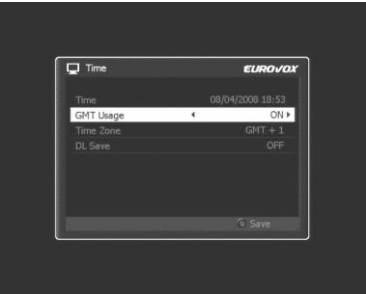 Time EUROVOX
Time 08/04/2008 18:53
GMT Usage ON
Time Zone GMT + 1
DL Save OFF
Save